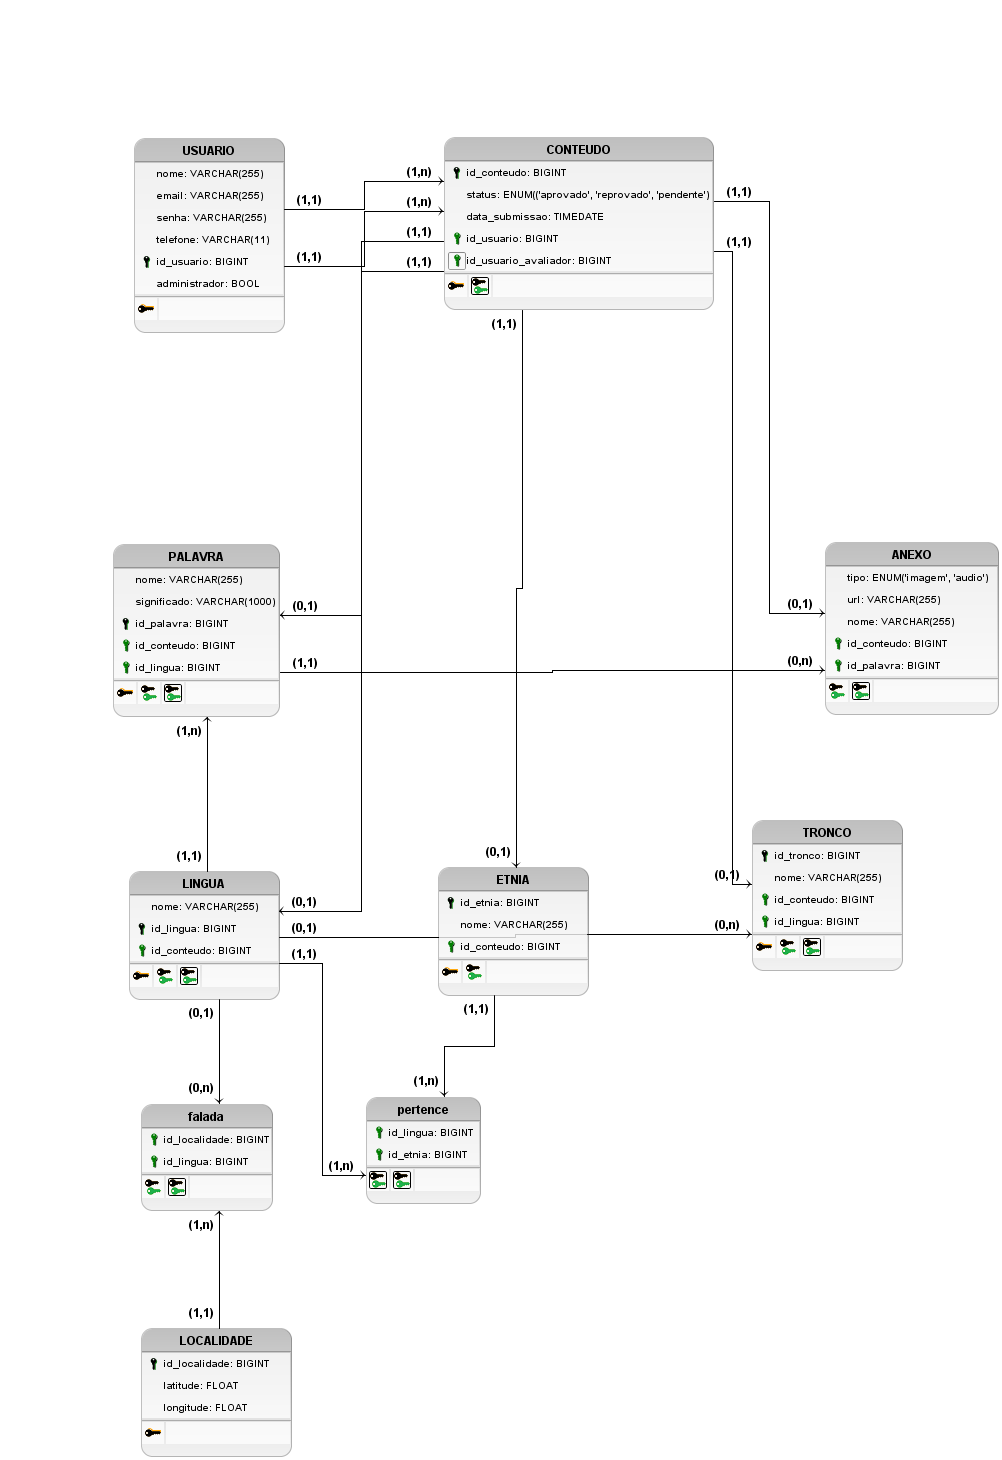 USUARIO
nome: VARCHAR(255)
email: VARCHAR(255)
senha: VARCHAR(255)
telefone: VARCHAR(11)
id_usuario: BIGINT
administrador: BOOL
(1,1)
(1,1)
(1,n)
(1,n)
(1,1)
(1,1)
CONTEUDO
id_conteudo: BIGINT
status: ENUM(('aprovado', 'reprovado', 'pendente')
data_submissao: TIMEDATE
id_usuario: BIGINT
id_usuario_avaliador: BIGINT
(1,1)
(1,1)
(1,1)
PALAVRA
nome: VARCHAR(255)
significado: VARCHAR(1000)
id_palavra: BIGINT
id_conteudo: BIGINT
id_lingua: BIGINT
(0,1)
(1,1)
(0,1)
(0,n)
ANEXO
tipo: ENUM('imagem', 'audio')
url: VARCHAR(255)
nome: VARCHAR(255)
id_conteudo: BIGINT
id_palavra: BIGINT
(1,n)
(1,1)
LINGUA
nome: VARCHAR(255)
id_lingua: BIGINT
id_conteudo: BIGINT
(0,1)
(0,1)
(1,1)
(0,1)
ETNIA
id_etnia: BIGINT
nome: VARCHAR(255)
id_conteudo: BIGINT
(0,1)
(0,n)
TRONCO
id_tronco: BIGINT
nome: VARCHAR(255)
id_conteudo: BIGINT
id_lingua: BIGINT
(0,1)
(0,n)
(1,1)
(1,n)
(1,n)
falada
id_localidade: BIGINT
id_lingua: BIGINT
pertence
id_lingua: BIGINT
id_etnia: BIGINT
(1,n)
(1,1)
LOCALIDADE
id_localidade: BIGINT
latitude: FLOAT
longitude: FLOAT